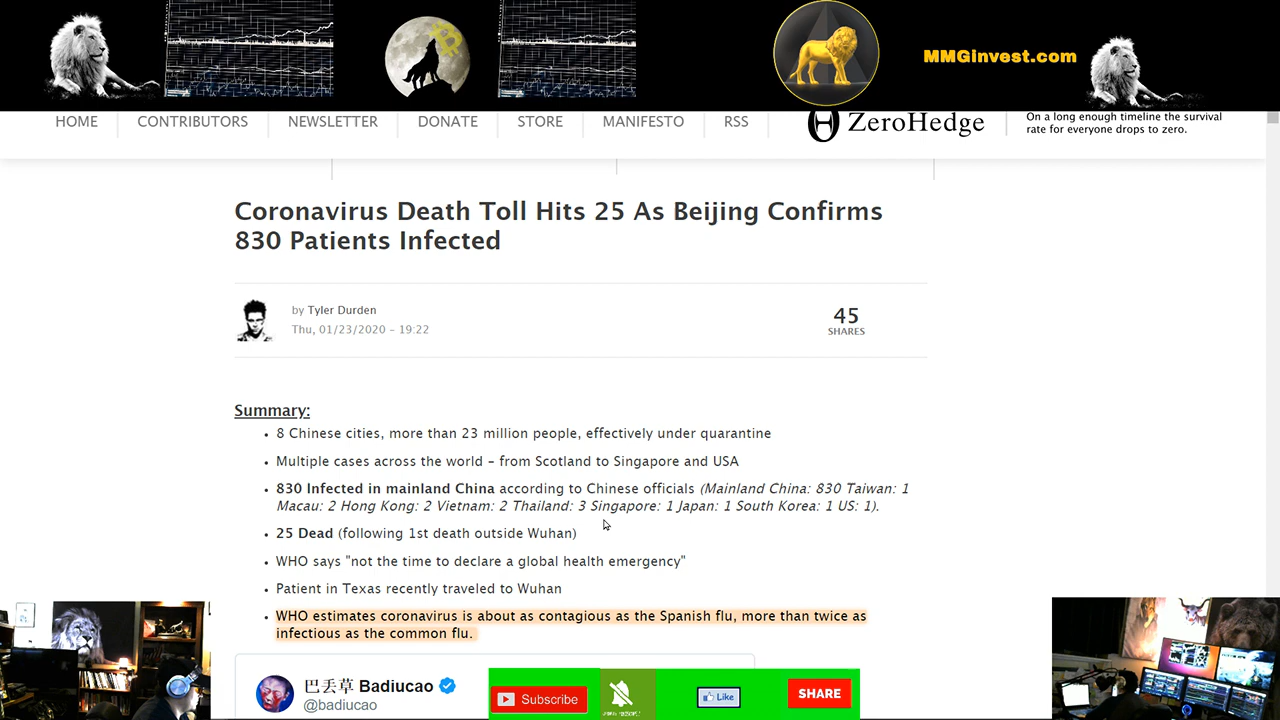 MMGinvest.com
HOME
CONTRIBUTORS
NEWSLETTER
DONATE
STORE
MANIFESTO
RSS
ZeroHedge
On a long enough timeline the survival
rate for everyone drops to zero.
Coronavirus Death Toll Hits 25 As Beijing Confirms
830 Patients Infected
by Tyler Durden
Thu, 01/23/2020 – 19:22
45
SHARES
Summary:
• 8 Chinese cities, more than 23 million people, effectively under quarantine
• Multiple cases across the world – from Scotland to Singapore and USA
• 830 Infected in mainland China according to Chinese officials (Mainland China: 830 Taiwan: 1
Macau: 2 Hong Kong: 2 Vietnam: 2 Thailand: 3 Singapore: 1 Japan: 1 South Korea: 1 US: 1).
• 25 Dead (following 1st death outside Wuhan)
• WHO says "not the time to declare a global health emergency"
• Patient in Texas recently traveled to Wuhan
• WHO estimates coronavirus is about as contagious as the Spanish flu, more than twice as
infectious as the common flu.
巴丢草 Badiucao
@badiucao
Subscribe
Like
SHARE